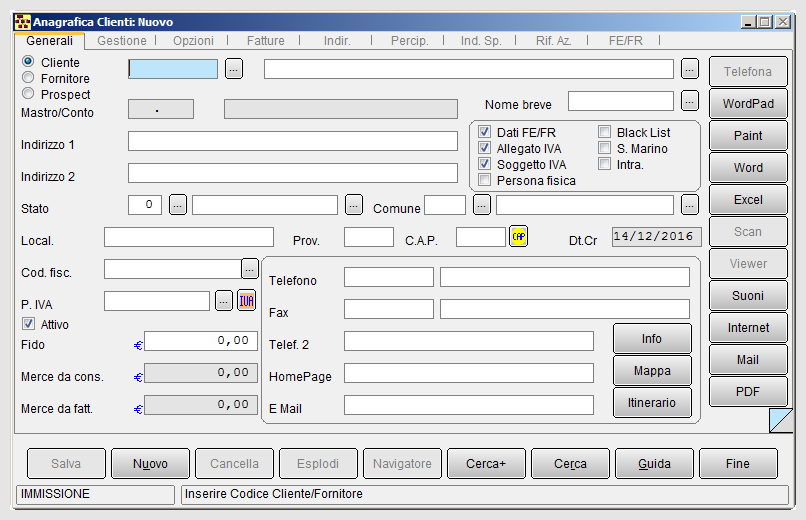 Anagrafica Clienti: Nuovo
Generali | Gestione | Opzioni | Fatture | Indir. | Percip. | Ind. Sp. | Rif. Az. | FE/FR |
Cliente ... ... Telefona
Fornitore
Prospect Nome breve ... WordPad
Mastro/Conto .
Dati FE/FR Black List Paint
Indirizzo 1 Allegato IVA S. Marino
Soggetto IVA Intra. Word
Indirizzo 2 Persona fisica
Stato 0 ... ... Comune ... ... Excel
Local. Prov. C.A.P. CAP Dt.Cr 14/12/2016 Scan
Cod. fisc. ... Telefono Viewer
P. IVA ... IVA Fax Suoni
Attivo
Fido € 0,00 Telef. 2 Info Internet
Merce da cons. € 0,00 HomePage Mappa Mail
Merce da fatt. € 0,00 E Mail Itinerario PDF
Salva Nuovo Cancella Esplodi Navigatore Cerca+ Cerca Guida Fine
IMMISSIONE Inserire Codice Cliente/Fornitore